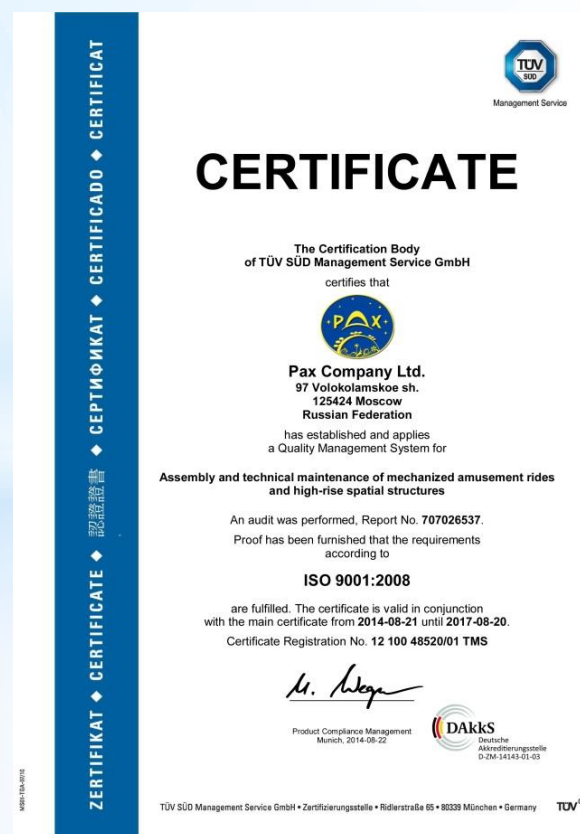 ZERTIFIKAT ◆ CERTIFICATE ◆ 認證證書 ◆ СЕРТИФИКАТ ◆ CERTIFICADO ◆ CERTIFICAT
TÜV
SÜD
Management Service
CERTIFICATE
The Certification Body
of TÜV SÜD Management Service GmbH
certifies that
PAX
Pax Company Ltd.
97 Volokolamskoe sh.
125424 Moscow
Russian Federation
has established and applies
a Quality Management System for
Assembly and technical maintenance of mechanized amusement rides
and high-rise spatial structures
An audit was performed, Report No. 707026537.
Proof has been furnished that the requirements
according to
ISO 9001:2008
are fulfilled. The certificate is valid in conjunction
with the main certificate from 2014-08-21 until 2017-08-20.
Certificate Registration No. 12 100 48520/01 TMS
Product Compliance Management
Munich, 2014-08-22
DAkkS
Deutsche
Akkreditierungsstelle
D-ZM-14143-01-03
TÜV SÜD Management Service GmbH • Zertifizierungsstelle • Ridlerstraße 65 • 80339 München • Germany
TÜV